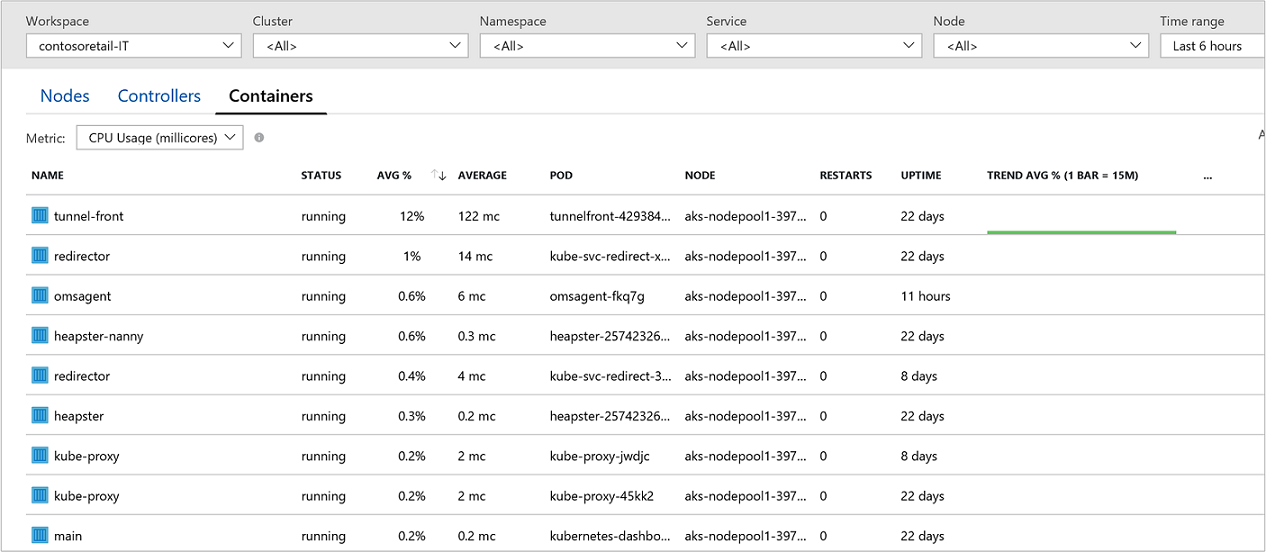 Workspace Cluster Namespace Service Node Time range
contosoretail-IT <All> <All> <All> <All> Last 6 hours
Nodes Controllers Containers
Metric: CPU Usage (millicores)
NAME STATUS AVG % AVERAGE POD NODE RESTARTS UPTIME TREND AVG % (1 BAR = 15M) ...
tunnel-front running 12% 122 mc tunnelfront-429384... aks-nodepool1-397... 0 22 days
redirector running 1% 14 mc kube-svc-redirect-x... aks-nodepool1-397... 0 22 days
omsagent running 0.6% 6 mc omsagent-fkq7g aks-nodepool1-397... 0 11 hours
heapster-nanny running 0.6% 0.3 mc heapster-25742326... aks-nodepool1-397... 0 22 days
redirector running 0.4% 4 mc kube-svc-redirect-3... aks-nodepool1-397... 0 8 days
heapster running 0.3% 0.2 mc heapster-25742326... aks-nodepool1-397... 0 22 days
kube-proxy running 0.2% 2 mc kube-proxy-jwdjc aks-nodepool1-397... 0 8 days
kube-proxy running 0.2% 2 mc kube-proxy-45kk2 aks-nodepool1-397... 0 22 days
main running 0.2% 0.2 mc kubernetes-dashbo... aks-nodepool1-397... 0 22 days